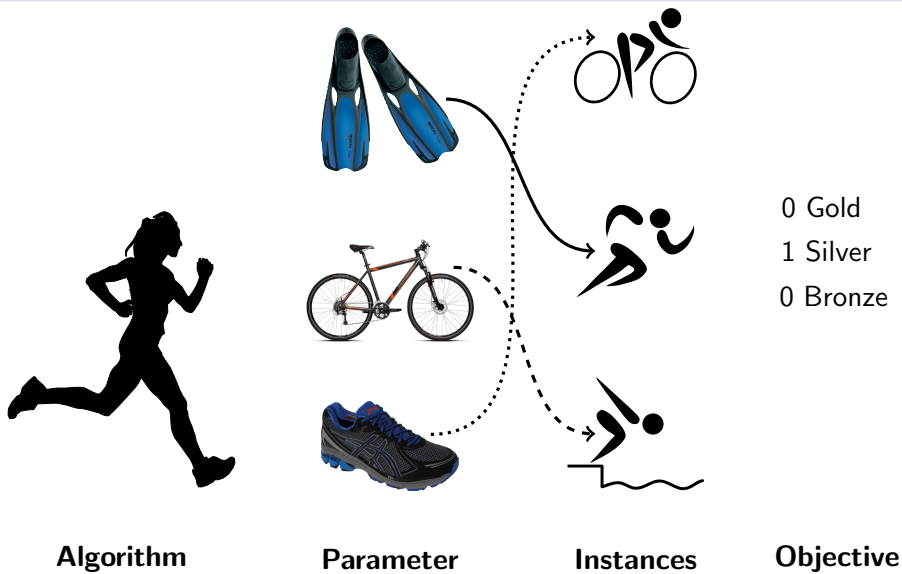 0 Gold
1 Silver
0 Bronze
Algorithm
Parameter
Instances
Objective